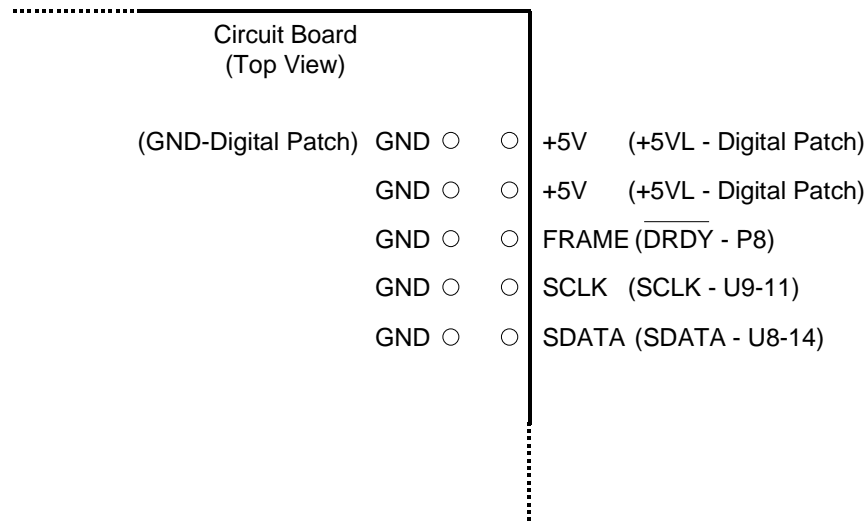 Circuit Board
(Top View)
(GND-Digital Patch) GND +5V (+5VL - Digital Patch)
GND +5V (+5VL - Digital Patch)
GND FRAME (D̅R̅D̅Y̅ - P8)
GND SCLK (SCLK - U9-11)
GND SDATA (SDATA - U8-14)